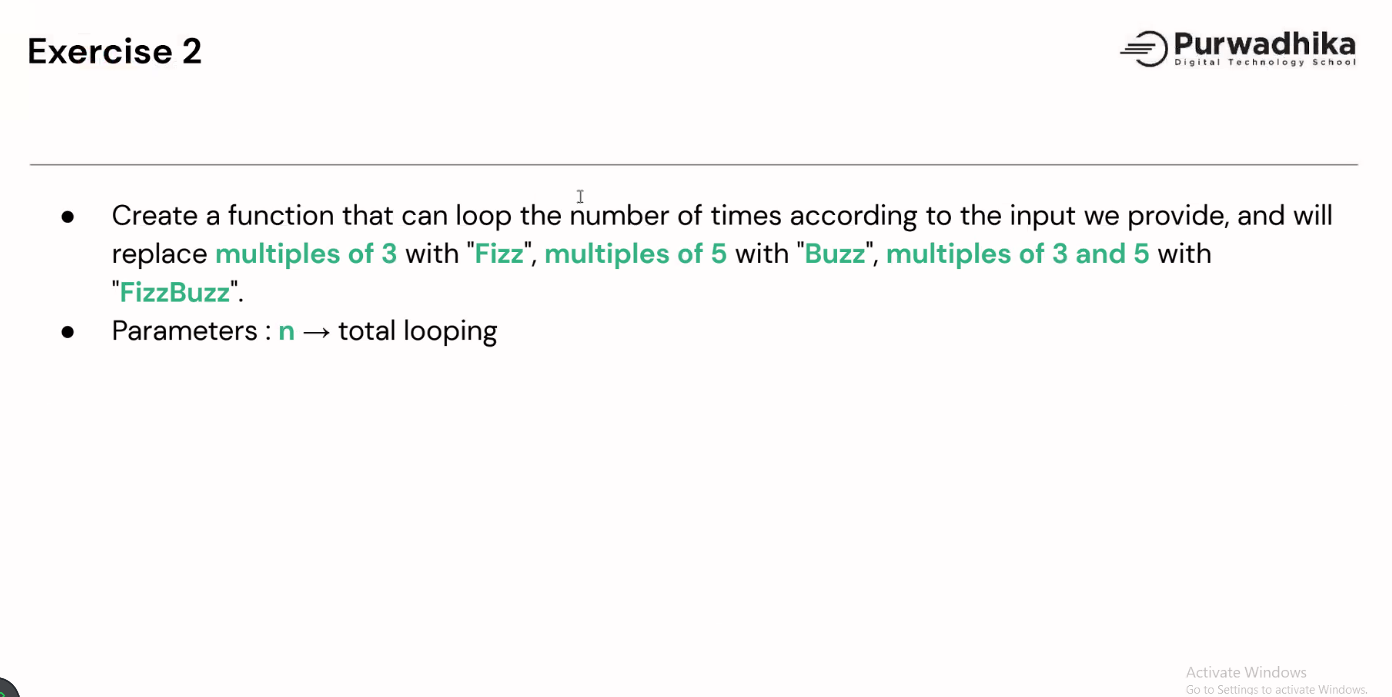 Exercise 2
Purwadhika
Digital Technology School
● Create a function that can loop the number of times according to the input we provide, and will
replace multiples of 3 with "Fizz", multiples of 5 with "Buzz", multiples of 3 and 5 with
"FizzBuzz".
● Parameters : n → total looping
Activate Windows
Go to Settings to activate Windows.